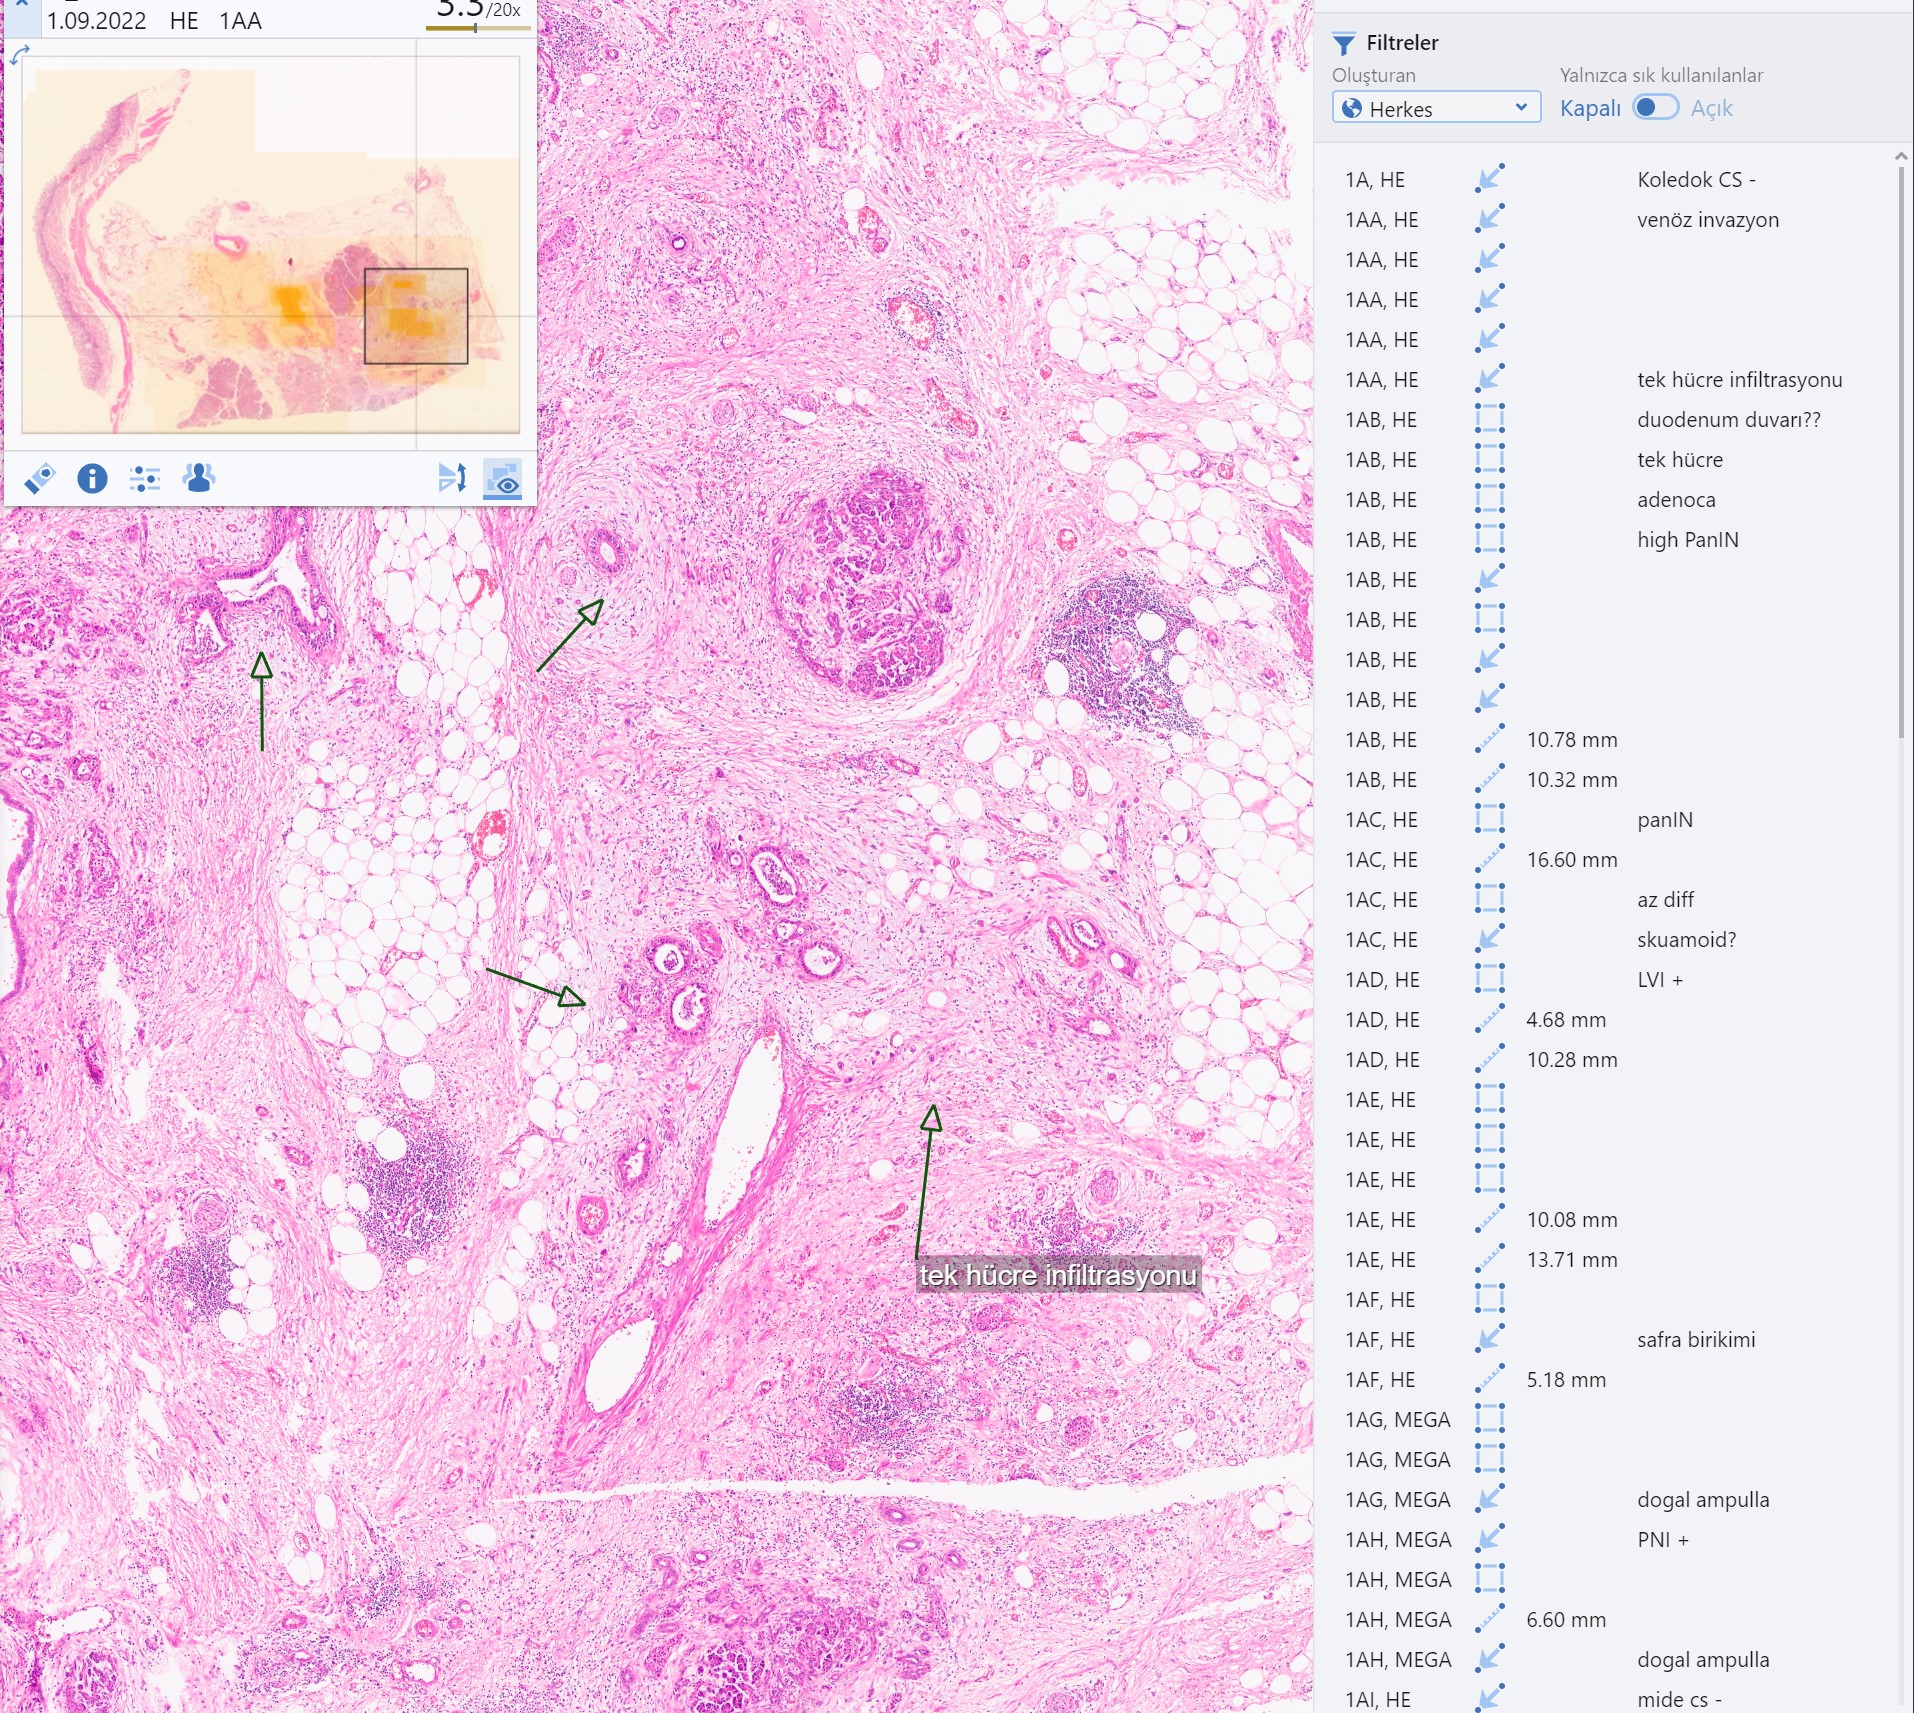 1.09.2022 HE 1AA 3.3/20x
tek hücre infiltrasyonu
Filtreler
Oluşturan Yalnızca sık kullanılanlar
Herkes Kapalı Açık
1A, HE Koledok CS -
1AA, HE venöz invazyon
1AA, HE
1AA, HE
1AA, HE
1AA, HE tek hücre infiltrasyonu
1AB, HE duodenum duvarı??
1AB, HE tek hücre
1AB, HE adenoca
1AB, HE high PanIN
1AB, HE
1AB, HE
1AB, HE
1AB, HE
1AB, HE 10.78 mm
1AB, HE 10.32 mm
1AC, HE panIN
1AC, HE 16.60 mm
1AC, HE az diff
1AC, HE skuamoid?
1AD, HE LVI +
1AD, HE 4.68 mm
1AD, HE 10.28 mm
1AE, HE
1AE, HE
1AE, HE
1AE, HE 10.08 mm
1AE, HE 13.71 mm
1AF, HE
1AF, HE safra birikimi
1AF, HE 5.18 mm
1AG, MEGA
1AG, MEGA
1AG, MEGA dogal ampulla
1AH, MEGA PNI +
1AH, MEGA
1AH, MEGA 6.60 mm
1AH, MEGA dogal ampulla
1AI, HE mide cs -